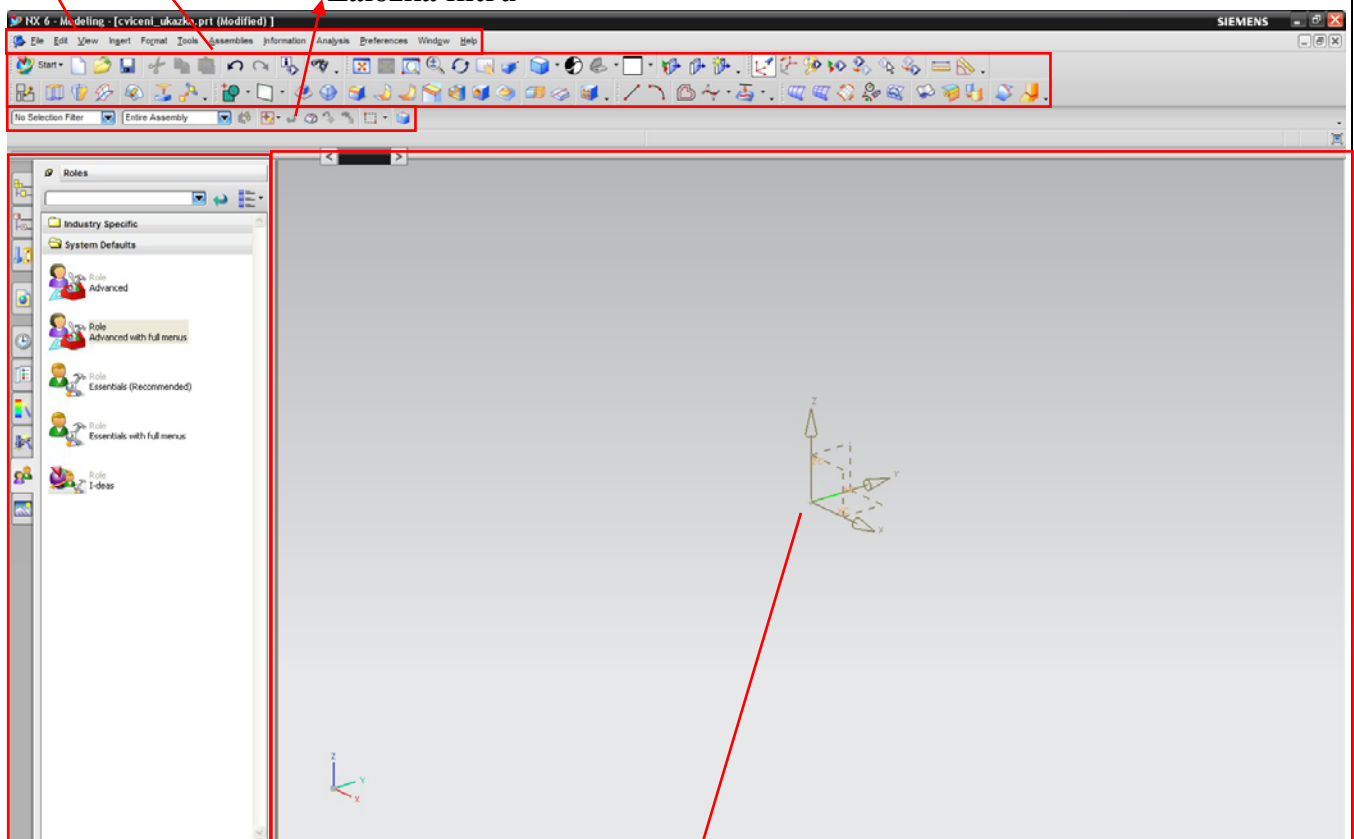 NX 6 - Modeling - [cviceni_ukazka.prt (Modified) ]
SIEMENS
File Edit View Insert Format Tools Assemblies Information Analysis Preferences Window Help
Start
No Selection Filter
Entire Assembly
Roles
Industry Specific
System Defaults
Role
Advanced
Role
Advanced with full menus
Role
Essentials (Recommended)
Role
Essentials with full menus
Role
I-deas
Z
Y
X
Z
Y
X